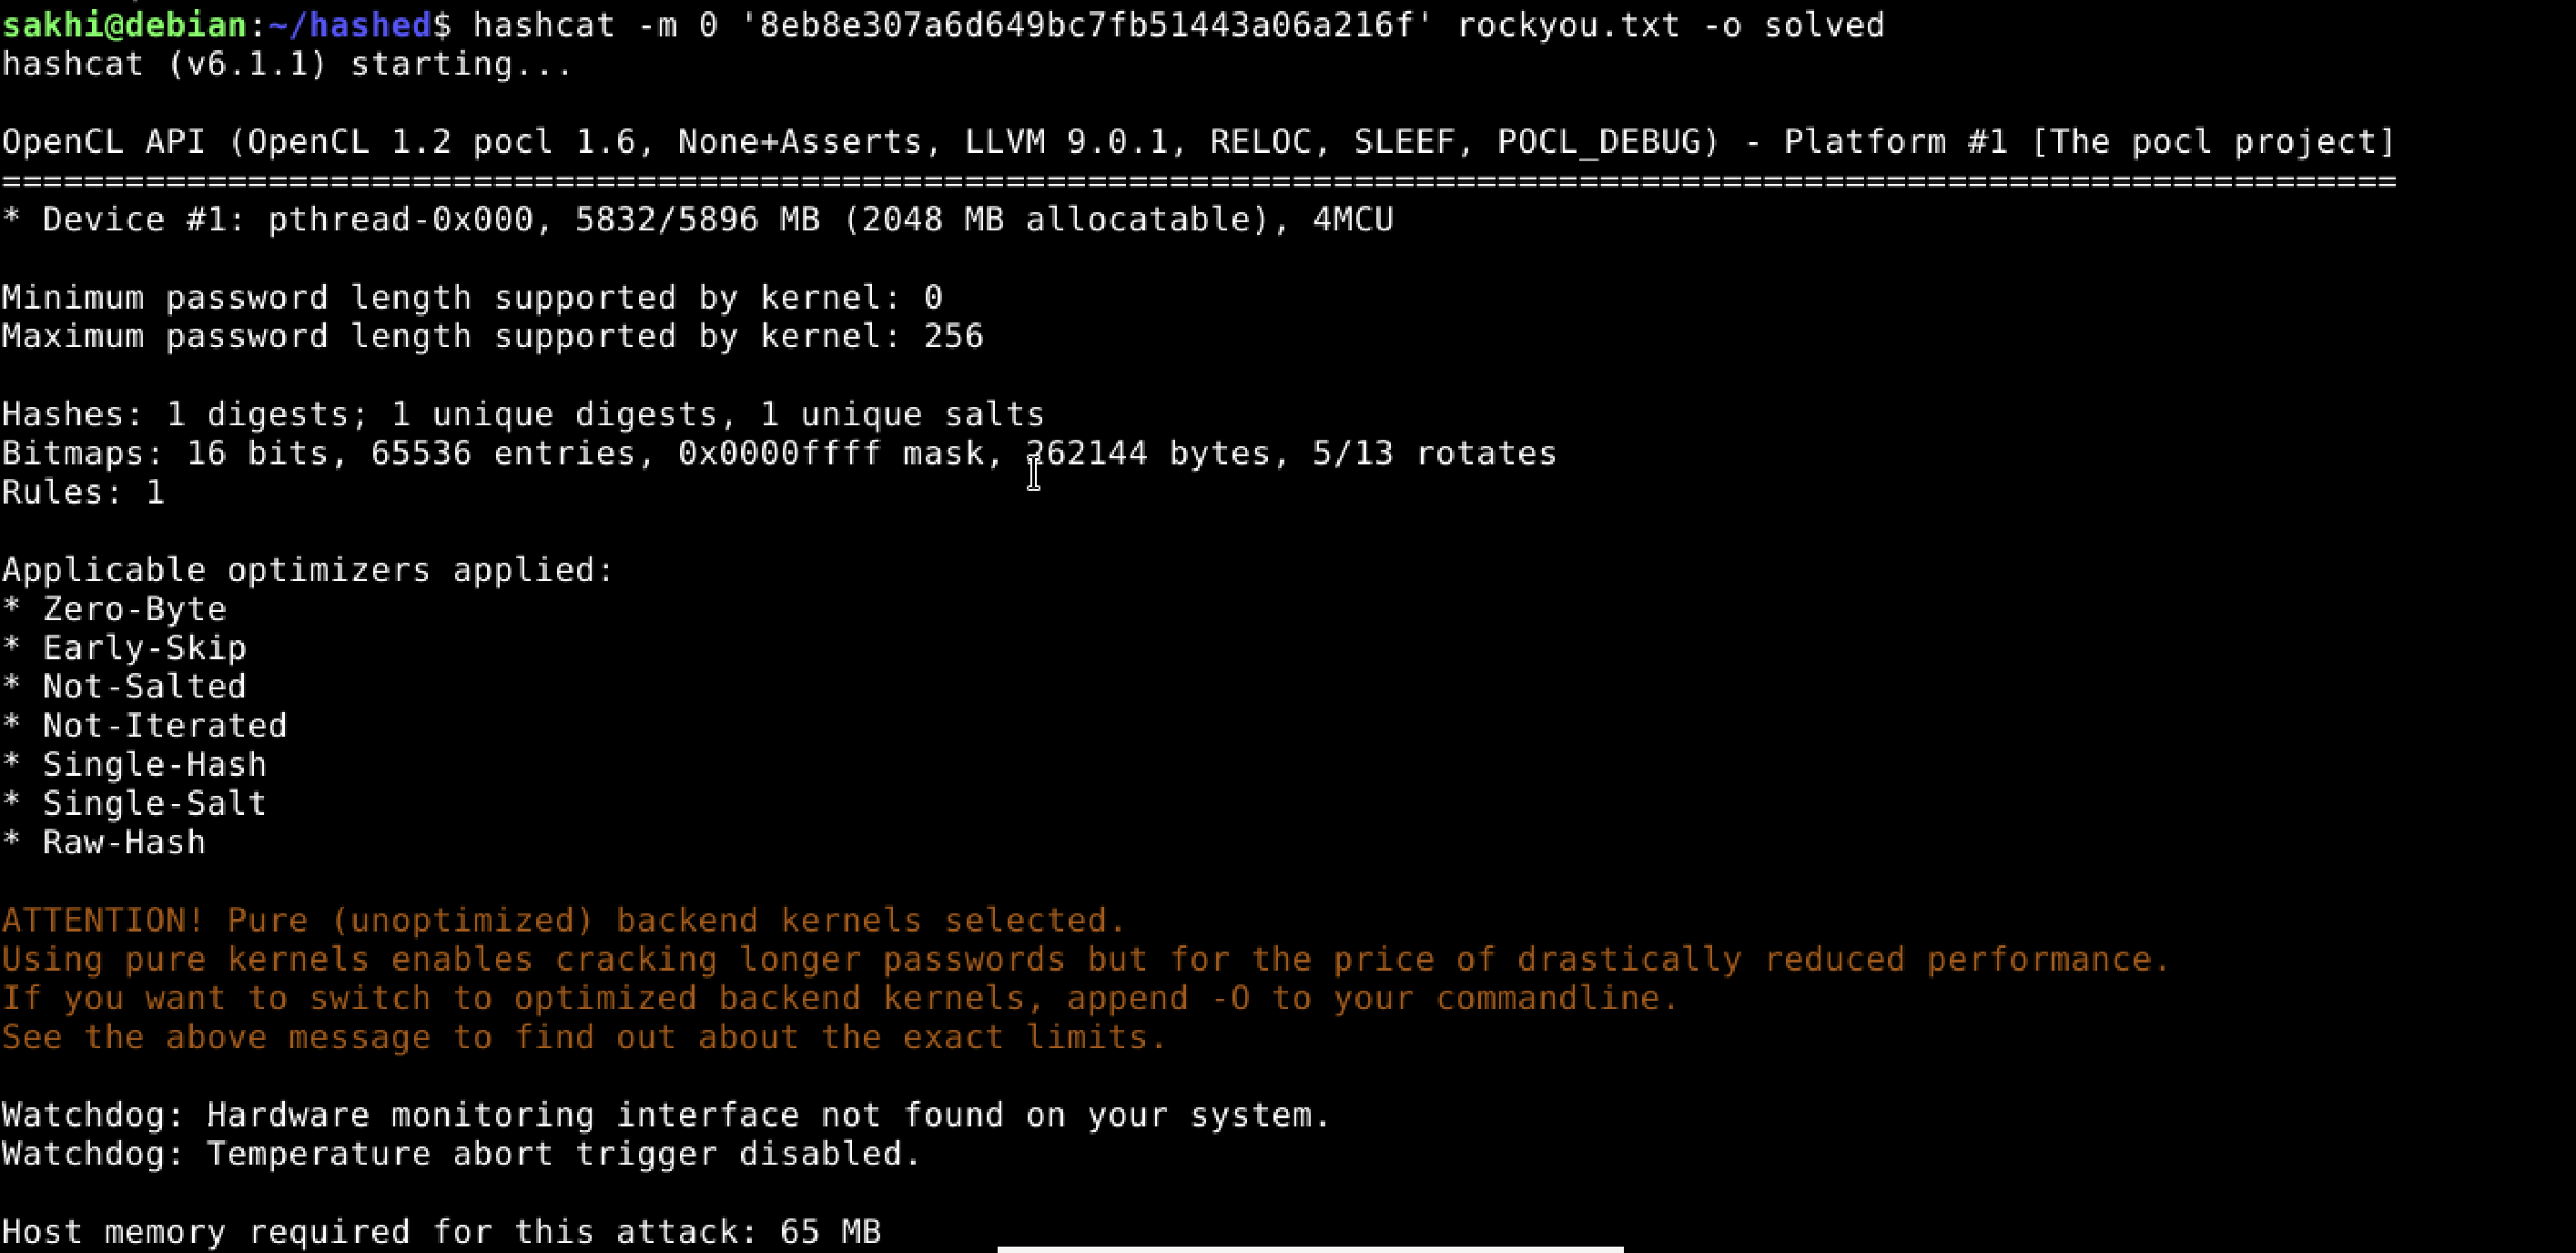 sakhi@debian:~/hashed$ hashcat -m 0 '8eb8e307a6d649bc7fb51443a06a216f' rockyou.txt -o solved
hashcat (v6.1.1) starting...
OpenCL API (OpenCL 1.2 pocl 1.6, None+Asserts, LLVM 9.0.1, RELOC, SLEEF, POCL_DEBUG) - Platform #1 [The pocl project]
=====================================================================================================================
* Device #1: pthread-0x000, 5832/5896 MB (2048 MB allocatable), 4MCU
Minimum password length supported by kernel: 0
Maximum password length supported by kernel: 256
Hashes: 1 digests; 1 unique digests, 1 unique salts
Bitmaps: 16 bits, 65536 entries, 0x0000ffff mask, 262144 bytes, 5/13 rotates
Rules: 1
Applicable optimizers applied:
* Zero-Byte
* Early-Skip
* Not-Salted
* Not-Iterated
* Single-Hash
* Single-Salt
* Raw-Hash
ATTENTION! Pure (unoptimized) backend kernels selected.
Using pure kernels enables cracking longer passwords but for the price of drastically reduced performance.
If you want to switch to optimized backend kernels, append -O to your commandline.
See the above message to find out about the exact limits.
Watchdog: Hardware monitoring interface not found on your system.
Watchdog: Temperature abort trigger disabled.
Host memory required for this attack: 65 MB